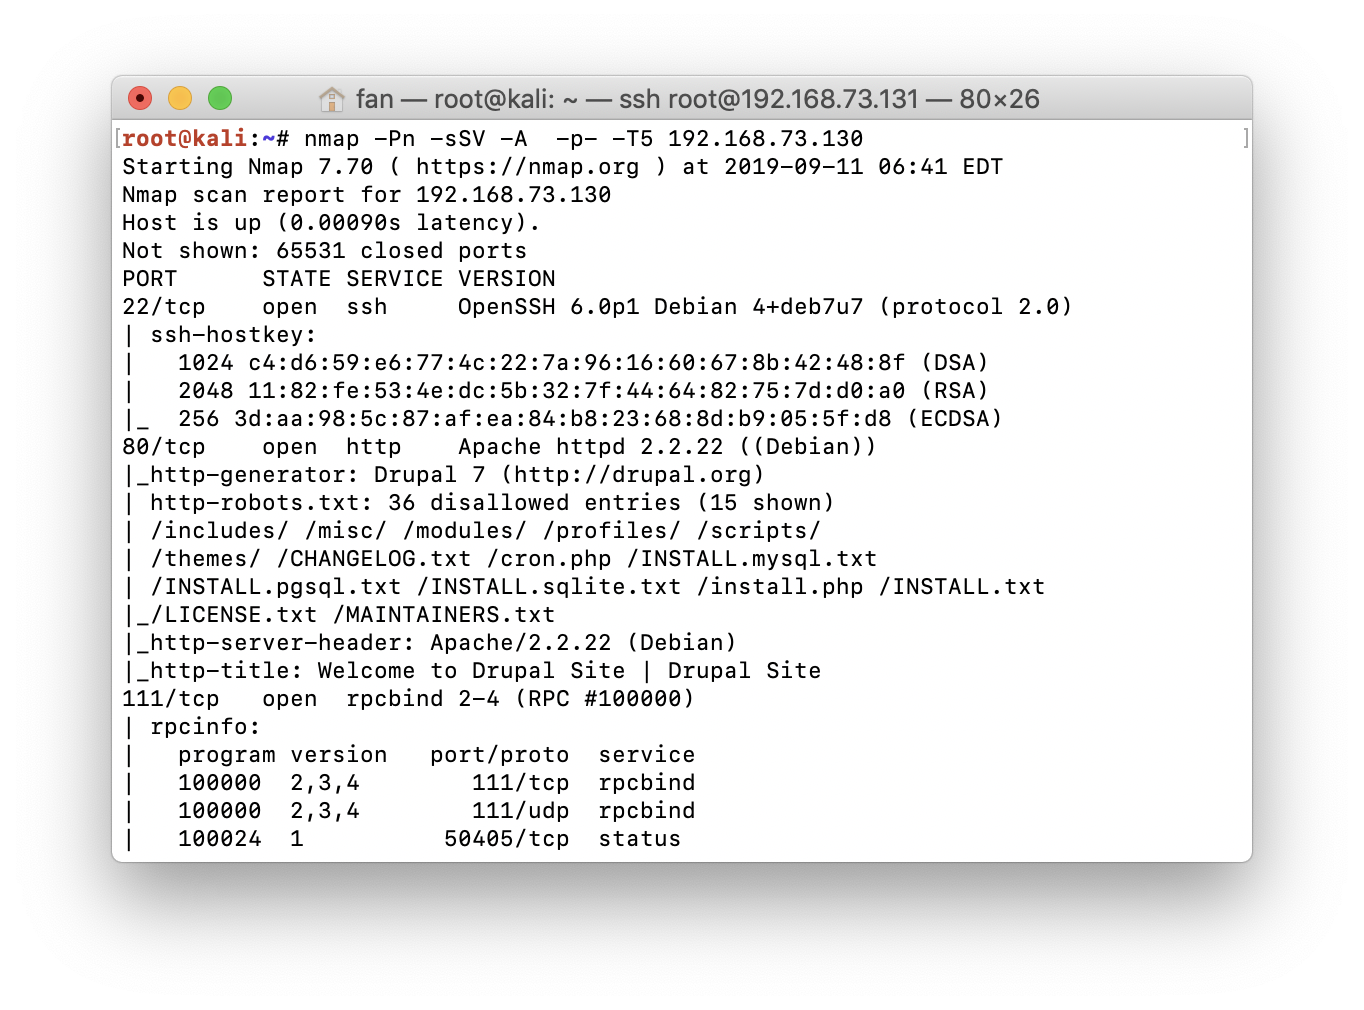 fan — root@kali: ~ — ssh root@192.168.73.131 — 80×26
[root@kali:~# nmap -Pn -sSV -A  -p- -T5 192.168.73.130 ]
Starting Nmap 7.70 ( https://nmap.org ) at 2019-09-11 06:41 EDT
Nmap scan report for 192.168.73.130
Host is up (0.00090s latency).
Not shown: 65531 closed ports
PORT      STATE SERVICE VERSION
22/tcp    open  ssh     OpenSSH 6.0p1 Debian 4+deb7u7 (protocol 2.0)
| ssh-hostkey:
|   1024 c4:d6:59:e6:77:4c:22:7a:96:16:60:67:8b:42:48:8f (DSA)
|   2048 11:82:fe:53:4e:dc:5b:32:7f:44:64:82:75:7d:d0:a0 (RSA)
|_  256 3d:aa:98:5c:87:af:ea:84:b8:23:68:8d:b9:05:5f:d8 (ECDSA)
80/tcp    open  http    Apache httpd 2.2.22 ((Debian))
|_http-generator: Drupal 7 (http://drupal.org)
| http-robots.txt: 36 disallowed entries (15 shown)
| /includes/ /misc/ /modules/ /profiles/ /scripts/
| /themes/ /CHANGELOG.txt /cron.php /INSTALL.mysql.txt
| /INSTALL.pgsql.txt /INSTALL.sqlite.txt /install.php /INSTALL.txt
|_/LICENSE.txt /MAINTAINERS.txt
|_http-server-header: Apache/2.2.22 (Debian)
|_http-title: Welcome to Drupal Site | Drupal Site
111/tcp   open  rpcbind 2-4 (RPC #100000)
| rpcinfo:
|   program version   port/proto  service
|   100000  2,3,4        111/tcp  rpcbind
|   100000  2,3,4        111/udp  rpcbind
|   100024  1          50405/tcp  status